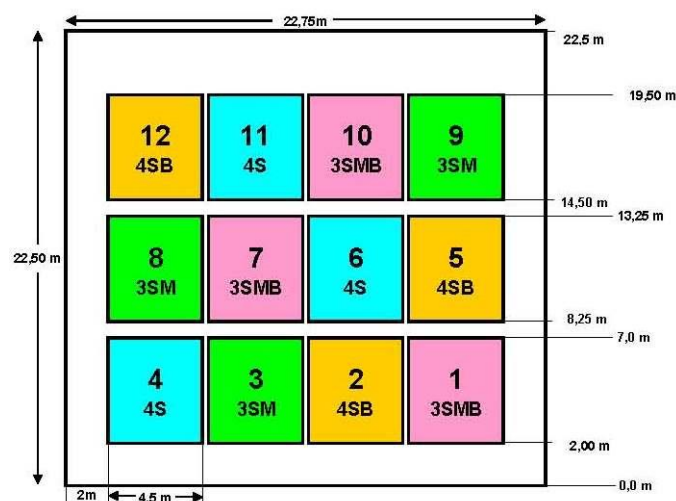 22,75m
22,5 m
19,50 m
12 11 10 9
4SB 4S 3SMB 3SM
14,50 m
13,25 m
22,50 m
8 7 6 5
3SM 3SMB 4S 4SB
8,25 m
7,0 m
4 3 2 1
4S 3SM 4SB 3SMB
2,00 m
0,0 m
2m 4,5 m